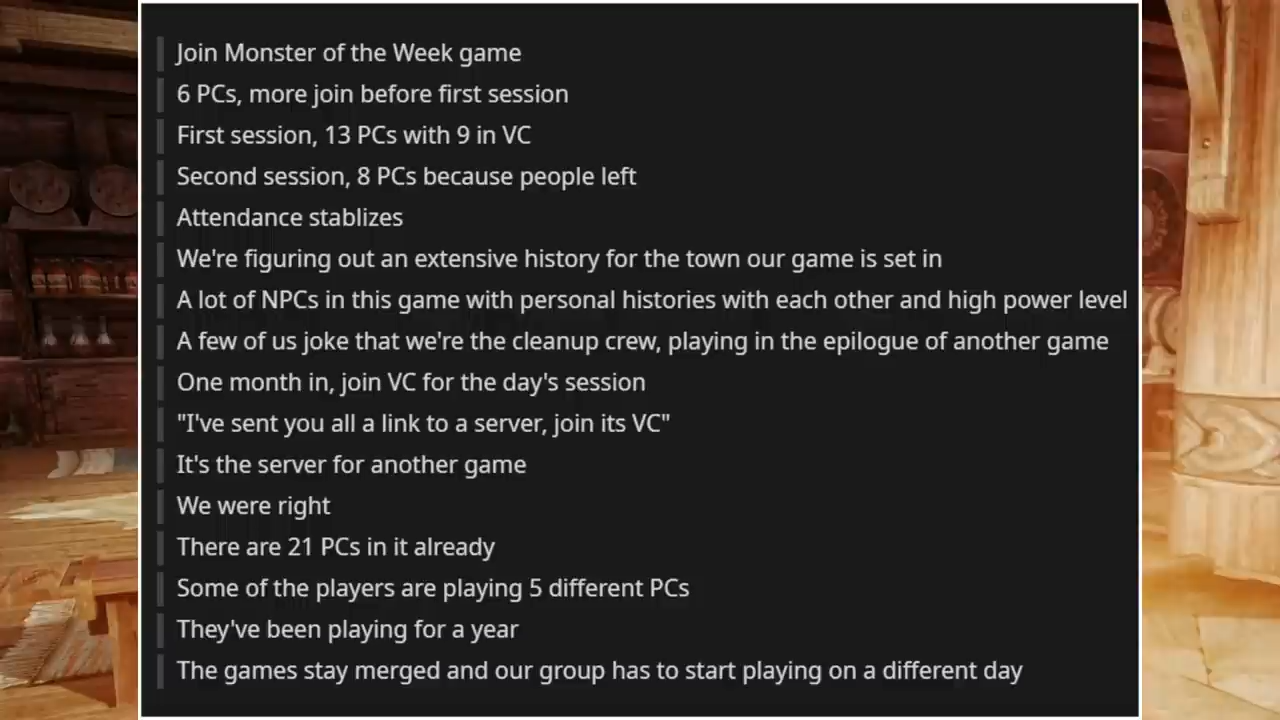 Join Monster of the Week game
6 PCs, more join before first session
First session, 13 PCs with 9 in VC
Second session, 8 PCs because people left
Attendance stablizes
We're figuring out an extensive history for the town our game is set in
A lot of NPCs in this game with personal histories with each other and high power level
A few of us joke that we're the cleanup crew, playing in the epilogue of another game
One month in, join VC for the day's session
"I've sent you all a link to a server, join its VC"
It's the server for another game
We were right
There are 21 PCs in it already
Some of the players are playing 5 different PCs
They've been playing for a year
The games stay merged and our group has to start playing on a different day